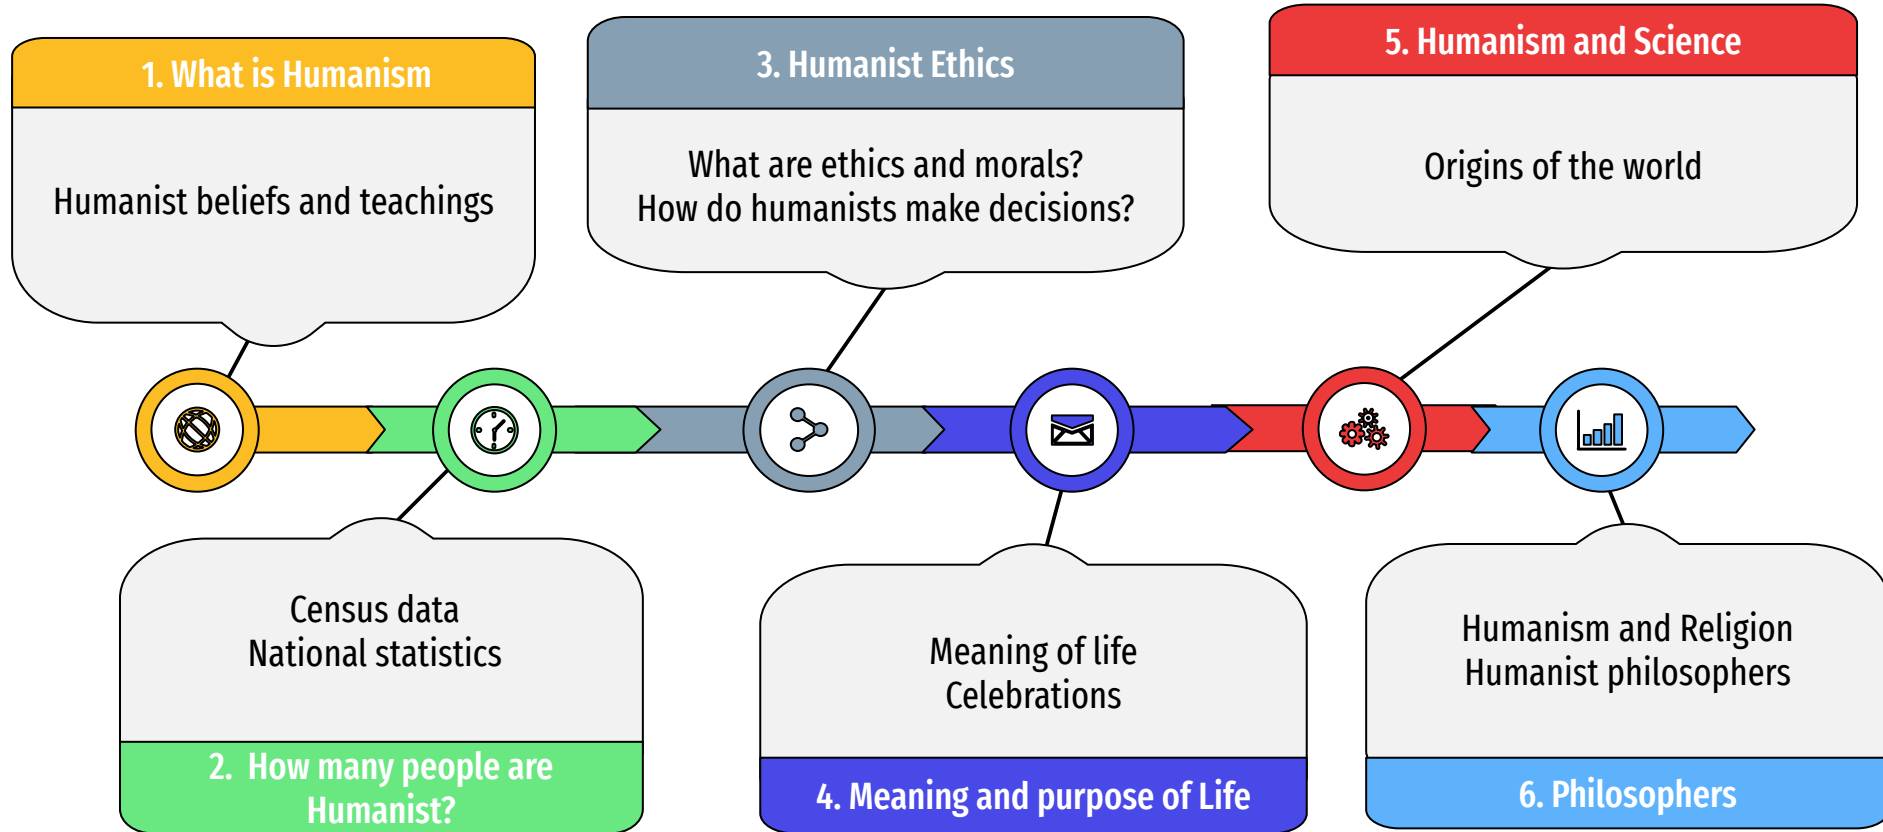 1. What is Humanism
Humanist beliefs and teachings
Census data
National statistics
2. How many people are
Humanist?
3. Humanist Ethics
What are ethics and morals?
How do humanists make decisions?
Meaning of life
Celebrations
4. Meaning and purpose of Life
5. Humanism and Science
Origins of the world
Humanism and Religion
Humanist philosophers
6. Philosophers